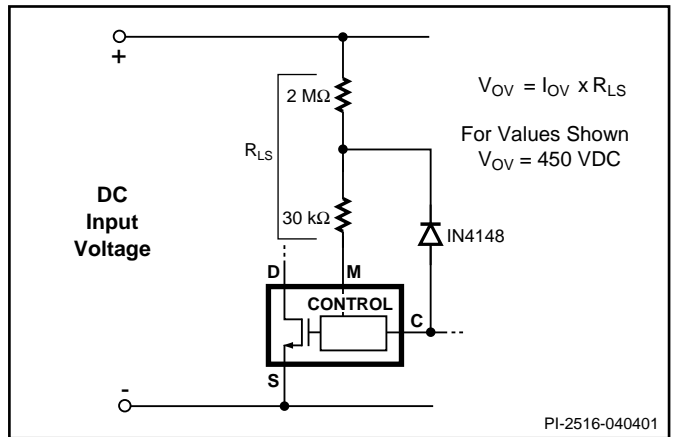 +
2 MΩ
V_OV = I_OV x R_LS
For Values Shown
V_OV = 450 VDC
R_LS
DC
Input
Voltage
30 kΩ
IN4148
D
M
CONTROL
C
S
-
PI-2516-040401